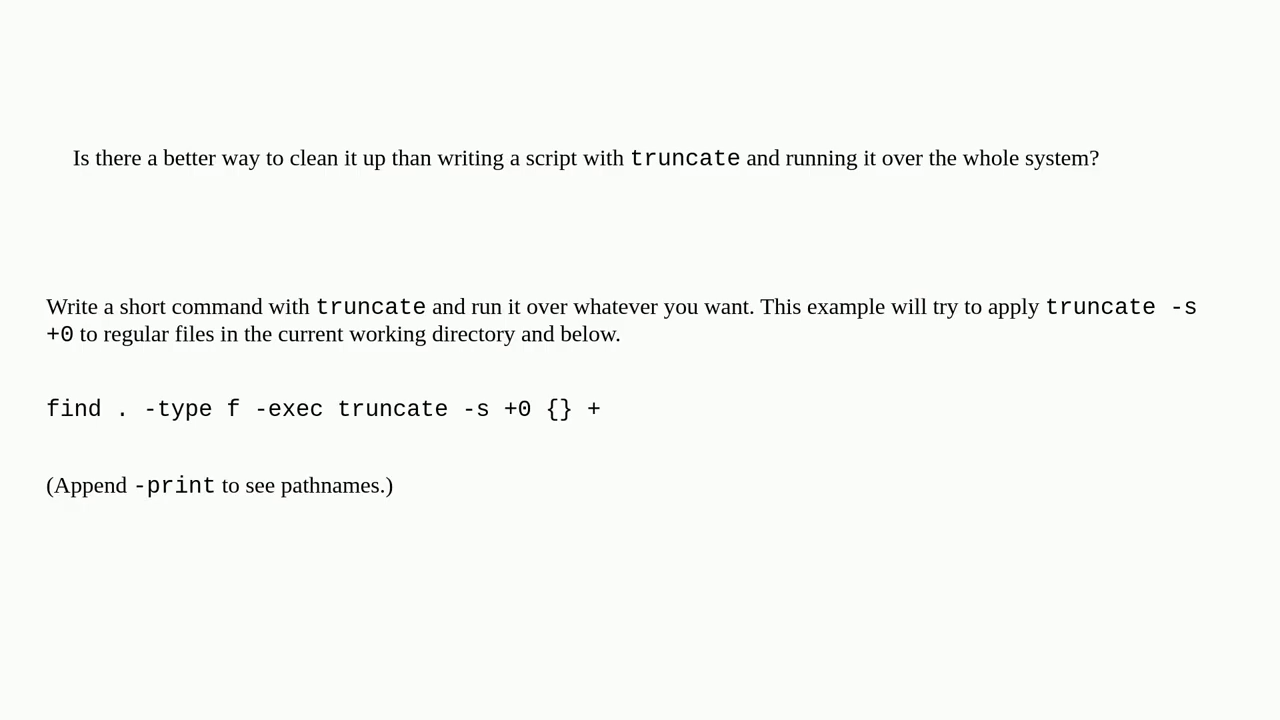 Is there a better way to clean it up than writing a script with truncate and running it over the whole system?
Write a short command with truncate and run it over whatever you want. This example will try to apply truncate -s
+0 to regular files in the current working directory and below.
find . -type f -exec truncate -s +0 {} +
(Append -print to see pathnames.)